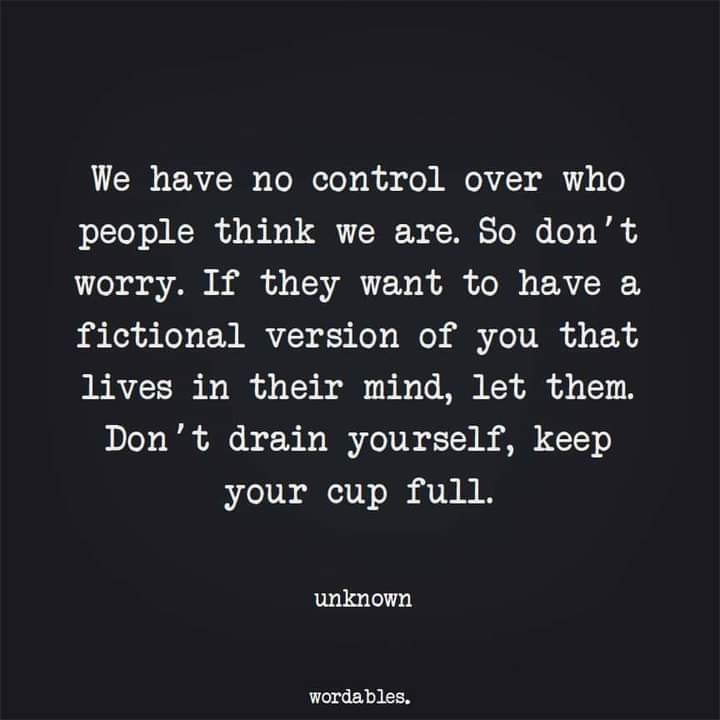 We have no control over who
people think we are. So don't
worry. If they want to have a
fictional version of you that
lives in their mind, let them.
Don't drain yourself, keep
your cup full.
unknown
wordables.